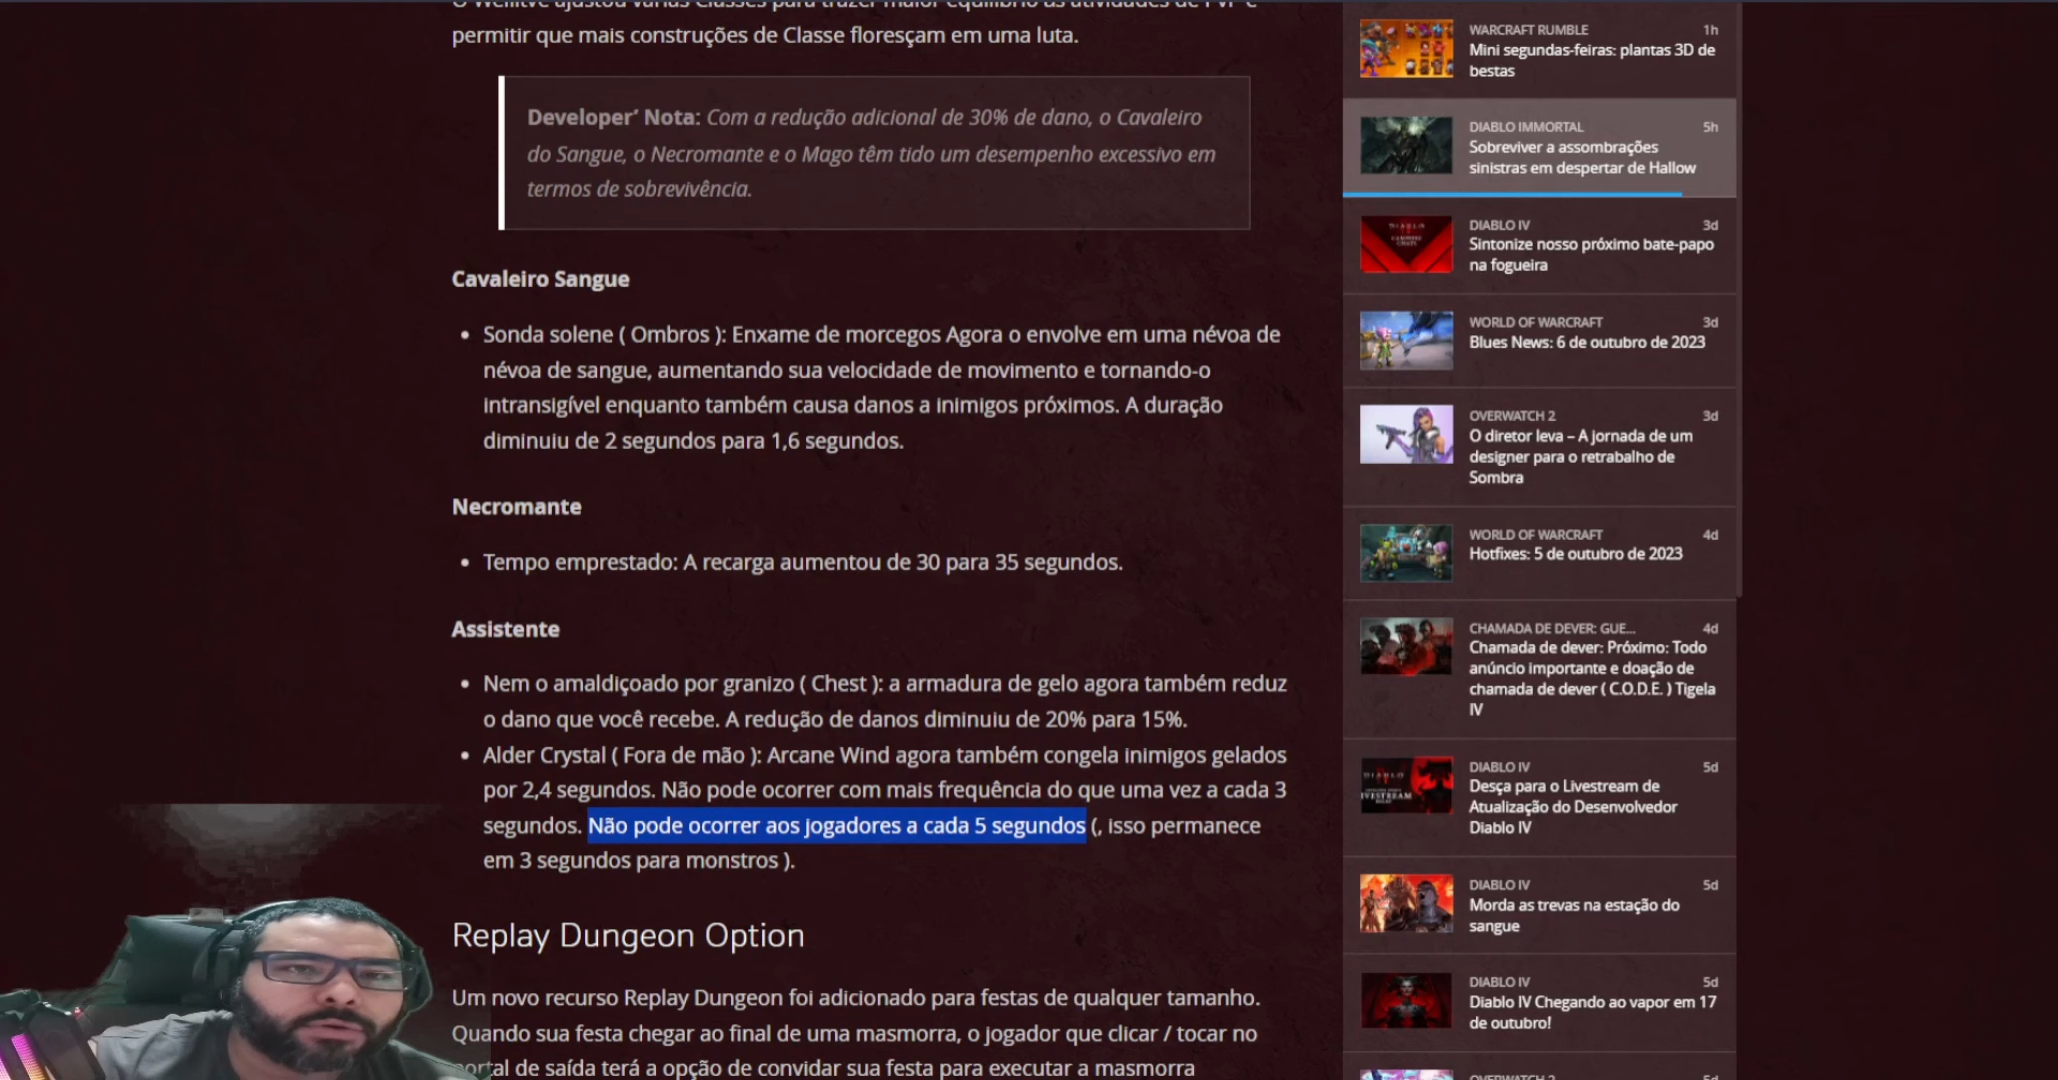 permitir que mais construções de Classe floresçam em uma luta.
Developer’ Nota: Com a redução adicional de 30% de dano, o Cavaleiro
do Sangue, o Necromante e o Mago têm tido um desempenho excessivo em
termos de sobrevivência.
Cavaleiro Sangue
• Sonda solene ( Ombros ): Enxame de morcegos Agora o envolve em uma névoa de
névoa de sangue, aumentando sua velocidade de movimento e tornando-o
intransigível enquanto também causa danos a inimigos próximos. A duração
diminuiu de 2 segundos para 1,6 segundos.
Necromante
• Tempo emprestado: A recarga aumentou de 30 para 35 segundos.
Assistente
• Nem o amaldiçoado por granizo ( Chest ): a armadura de gelo agora também reduz
o dano que você recebe. A redução de danos diminuiu de 20% para 15%.
• Alder Crystal ( Fora de mão ): Arcane Wind agora também congela inimigos gelados
por 2,4 segundos. Não pode ocorrer com mais frequência do que uma vez a cada 3
segundos. Não pode ocorrer aos jogadores a cada 5 segundos (, isso permanece
em 3 segundos para monstros ).
Replay Dungeon Option
Um novo recurso Replay Dungeon foi adicionado para festas de qualquer tamanho.
Quando sua festa chegar ao final de uma masmorra, o jogador que clicar / tocar no
portal de saída terá a opção de convidar sua festa para executar a masmorra
WARCRAFT RUMBLE 1h
Mini segundas-feiras: plantas 3D de
bestas
DIABLO IMMORTAL 5h
Sobreviver a assombrações
sinistras em despertar de Hallow
DIABLO IV 3d
Sintonize nosso próximo bate-papo
na fogueira
WORLD OF WARCRAFT 3d
Blues News: 6 de outubro de 2023
OVERWATCH 2 3d
O diretor leva – A jornada de um
designer para o retrabalho de
Sombra
WORLD OF WARCRAFT 4d
Hotfixes: 5 de outubro de 2023
CHAMADA DE DEVER: GUE... 4d
Chamada de dever: Próximo: Todo
anúncio importante e doação de
chamada de dever ( C.O.D.E. ) Tigela
IV
DIABLO IV 5d
Desça para o Livestream de
Atualização do Desenvolvedor
Diablo IV
DIABLO IV 5d
Morda as trevas na estação do
sangue
DIABLO IV 5d
Diablo IV Chegando ao vapor em 17
de outubro!
OVERWATCH 2 5d